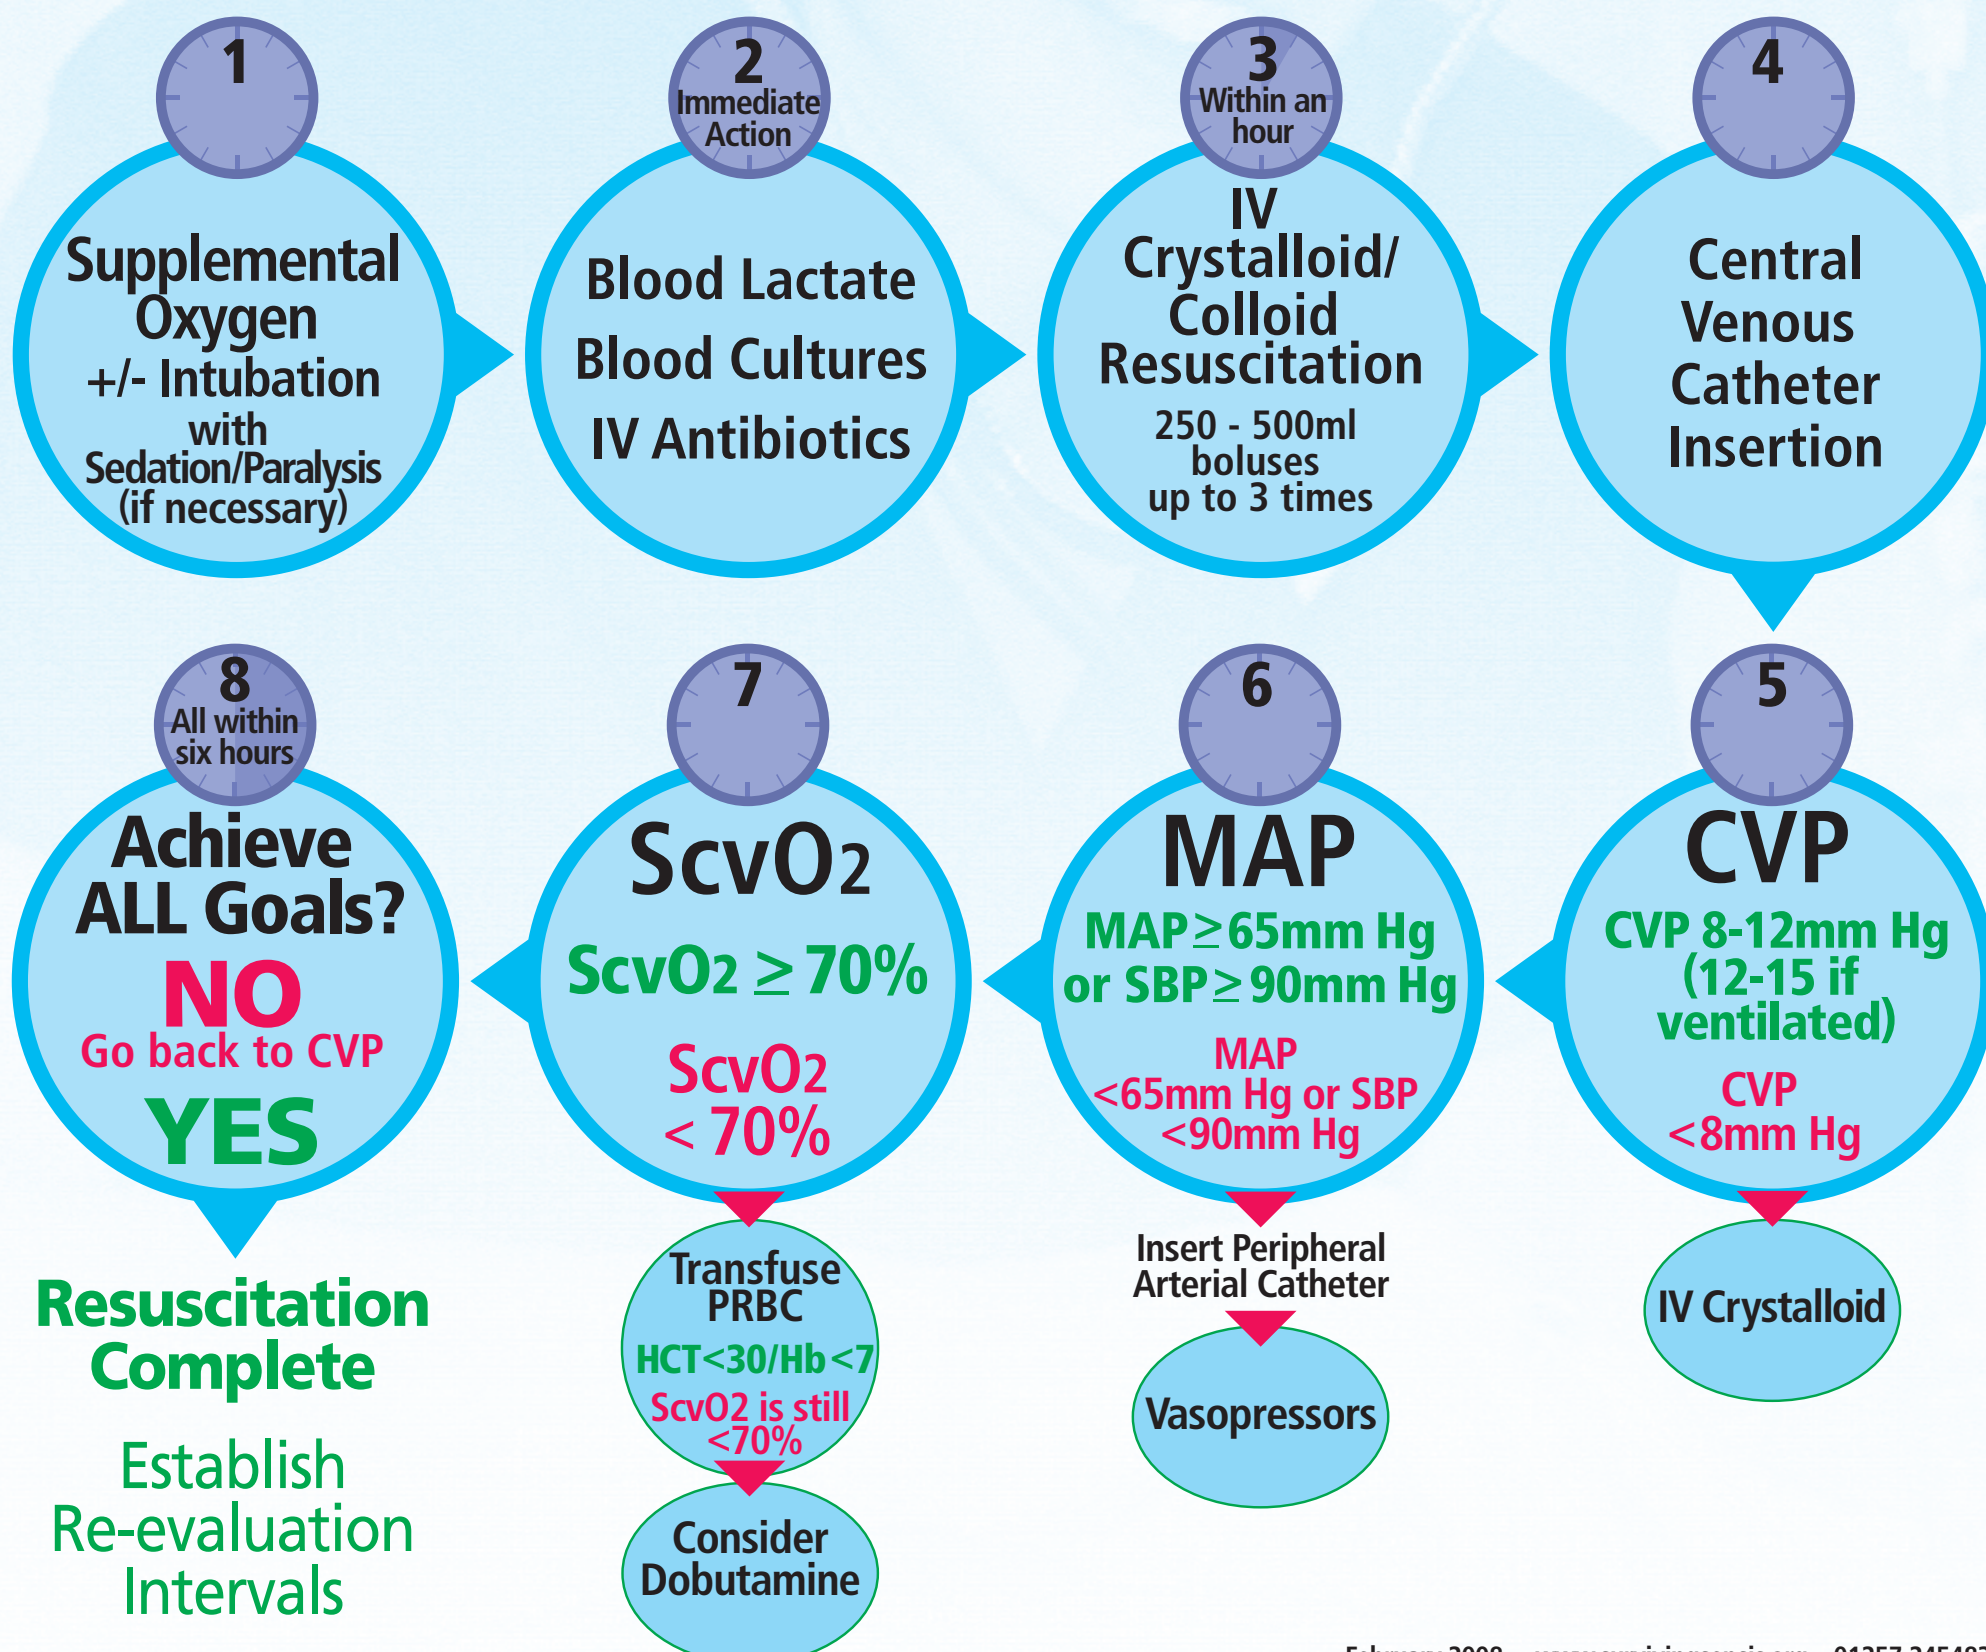 1
Supplemental
Oxygen
+/- Intubation
with
Sedation/Paralysis
(if necessary)
2
Immediate
Action
Blood Lactate
Blood Cultures
IV Antibiotics
3
Within an
hour
IV
Crystalloid/
Colloid
Resuscitation
250 - 500ml
boluses
up to 3 times
4
Central
Venous
Catheter
Insertion
5
CVP
CVP 8-12mm Hg
(12-15 if
ventilated)
CVP
<8mm Hg
IV Crystalloid
6
MAP
MAP≥65mm Hg
or SBP≥90mm Hg
MAP
<65mm Hg or SBP
<90mm Hg
Insert Peripheral
Arterial Catheter
Vasopressors
7
ScvO2
ScvO2 ≥ 70%
ScvO2
< 70%
Transfuse
PRBC
HCT<30/Hb<7
ScvO2 is still
<70%
Consider
Dobutamine
8
All within
six hours
Achieve
ALL Goals?
NO
Go back to CVP
YES
Resuscitation
Complete
Establish
Re-evaluation
Intervals